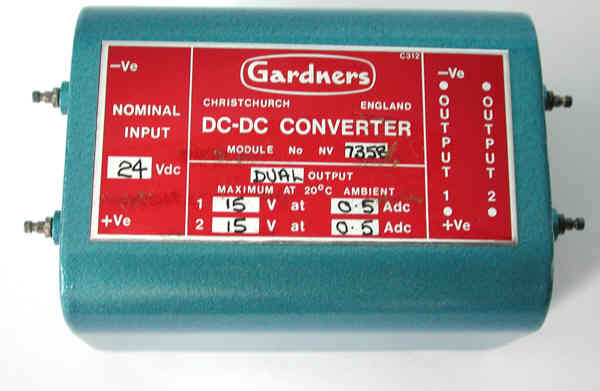 C312
Gardners
CHRISTCHURCH ENGLAND
DC-DC CONVERTER
MODULE No NV 7358
-Ve
NOMINAL
INPUT
24 Vdc
+Ve
DUAL OUTPUT
MAXIMUM AT 20°C AMBIENT
1 15 V at 0.5 Adc
2 15 V at 0.5 Adc
-Ve
OUTPUT 1
OUTPUT 2
+Ve